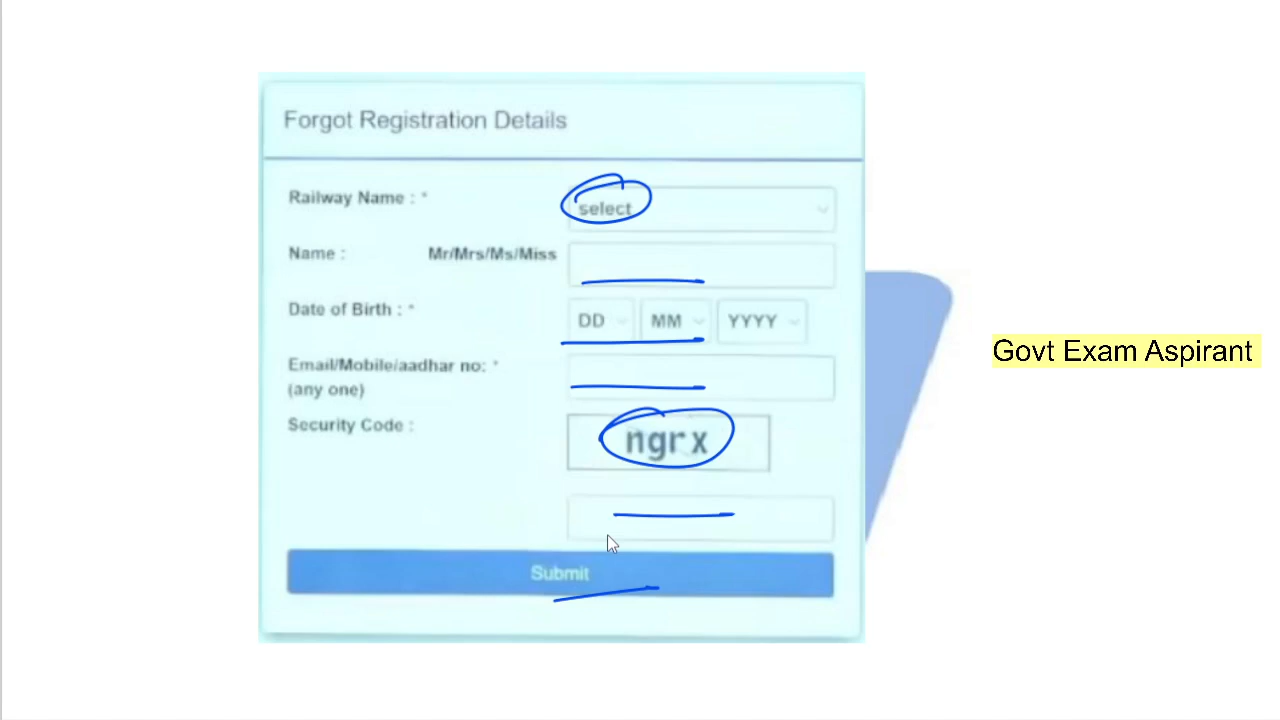 Forgot Registration Details
Railway Name : *
select
Name : Mr/Mrs/Ms/Miss
Date of Birth : * DD MM YYYY
Email/Mobile/aadhar no: *
(any one)
Security Code :
ngrx
Submit
Govt Exam Aspirant